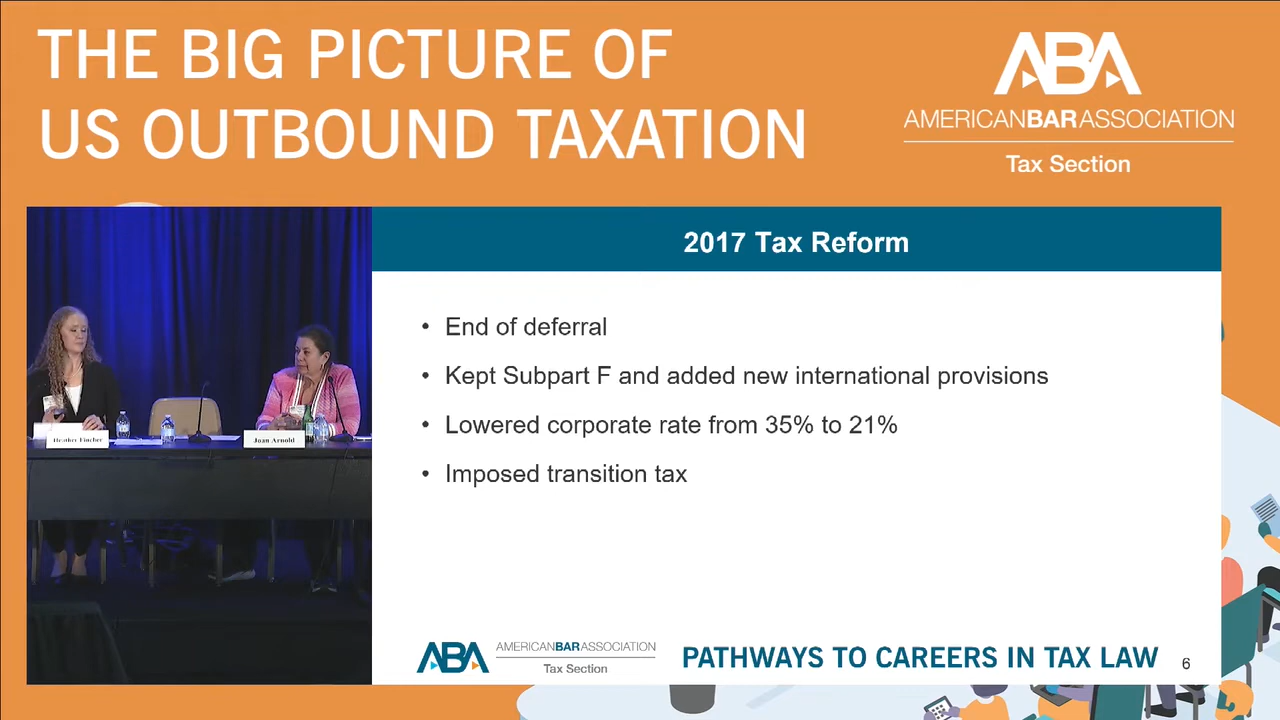 THE BIG PICTURE OF
US OUTBOUND TAXATION
ABA
AMERICANBARASSOCIATION
Tax Section
2017 Tax Reform
• End of deferral
• Kept Subpart F and added new international provisions
• Lowered corporate rate from 35% to 21%
• Imposed transition tax
Joan Arnold
ABA
AMERICANBARASSOCIATION
Tax Section
PATHWAYS TO CAREERS IN TAX LAW
6